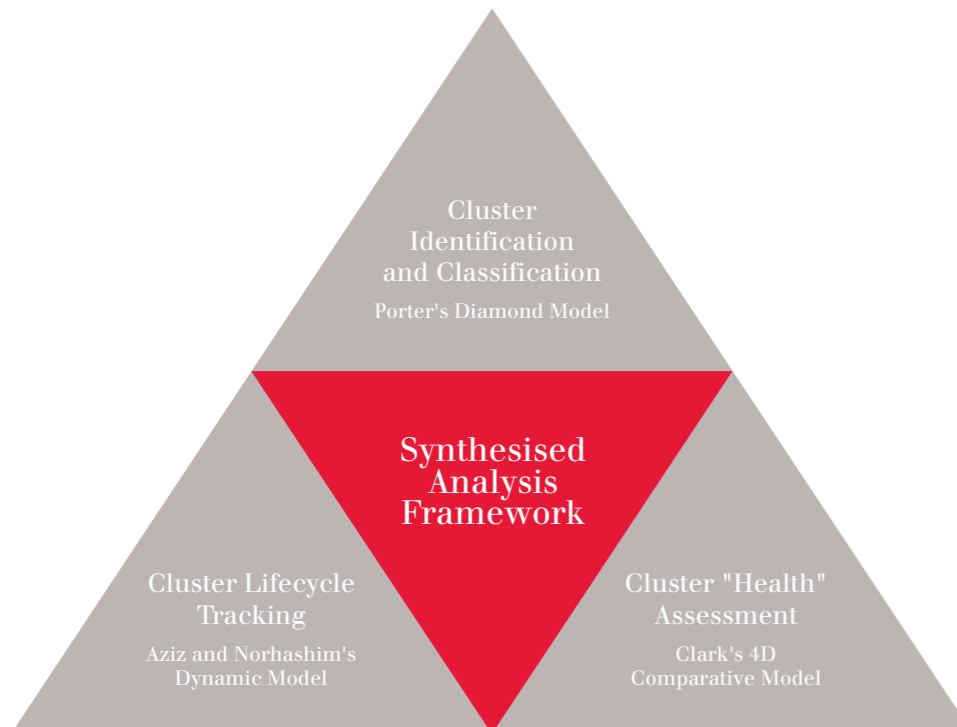 Cluster
Identification
and Classification
Porter's Diamond Model
Synthesised
Analysis
Framework
Cluster Lifecycle
Tracking
Aziz and Norhashim's
Dynamic Model
Cluster "Health"
Assessment
Clark's 4D
Comparative Model